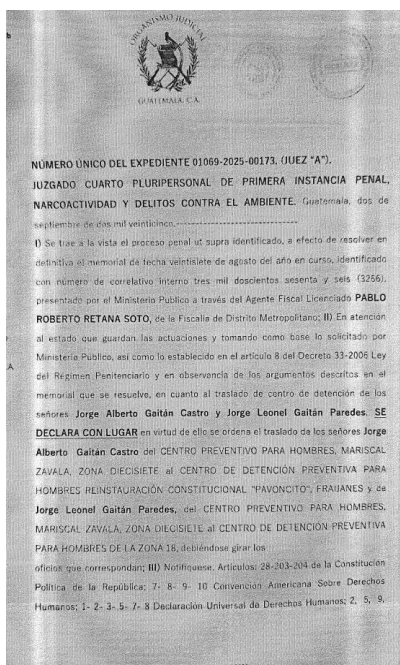 ORGANISMO JUDICIAL
GUATEMALA, C.A.
NÚMERO ÚNICO DEL EXPEDIENTE 01069-2025-00173. (JUEZ "A").
JUZGADO CUARTO PLURIPERSONAL DE PRIMERA INSTANCIA PENAL,
NARCOACTIVIDAD Y DELITOS CONTRA EL AMBIENTE. Guatemala, dos de
septiembre de dos mil veinticinco.-----------------------------
I) Se trae a la vista el proceso penal ut supra identificado, a efecto de resolver en
definitiva el memorial de fecha veintisiete de agosto del año en curso, identificado
con número de correlativo interno tres mil doscientos sesenta y seis (3256),
presentado por el Ministerio Publico a través del Agente Fiscal Licenciado PABLO
ROBERTO RETANA SOTO, de la Fiscalía de Distrito Metropolitano; II) En atención
al estado que guardan las actuaciones y tomando como base lo solicitado por
Ministerio Público, así como lo establecido en el artículo 8 del Decreto 33-2006 Ley
del Régimen Penitenciario y en observancia de los argumentos descritos en el
memorial que se resuelve, en cuanto al traslado de centro de detención de los
señores Jorge Alberto Gaitán Castro y Jorge Leonel Gaitán Paredes, SE
DECLARA CON LUGAR en virtud de ello se ordena el traslado de los señores Jorge
Alberto Gaitán Castro del CENTRO PREVENTIVO PARA HOMBRES, MARISCAL
ZAVALA, ZONA DIECISIETE al CENTRO DE DETENCIÓN PREVENTIVA PARA
HOMBRES REINSTAURACIÓN CONSTITUCIONAL "PAVONCITO", FRAIJANES y de
Jorge Leonel Gaitán Paredes, del CENTRO PREVENTIVO PARA HOMBRES,
MARISCAL ZAVALA, ZONA DIECISIETE al CENTRO DE DETENCIÓN PREVENTIVA
PARA HOMBRES DE LA ZONA 18, debiéndose girar los
oficios que correspondan; III) Notifíquese. Artículos: 28-203-204 de la Constitución
Política de la República; 7- 8- 9- 10 Convención Americana Sobre Derechos
Humanos; 1- 2- 3- 5- 7- 8 Declaración Universal de Derechos Humanos; 2, 5, 9,